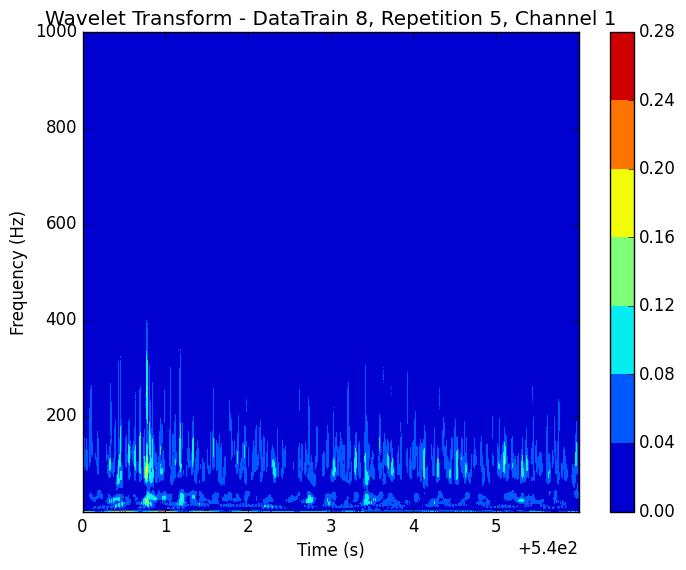 Wavelet Transform - DataTrain 8, Repetition 5, Channel 1
1000
800
600
400
200
Frequency (Hz)
0 1 2 3 4 5
Time (s)
+5.4e2
0.28
0.24
0.20
0.16
0.12
0.08
0.04
0.00